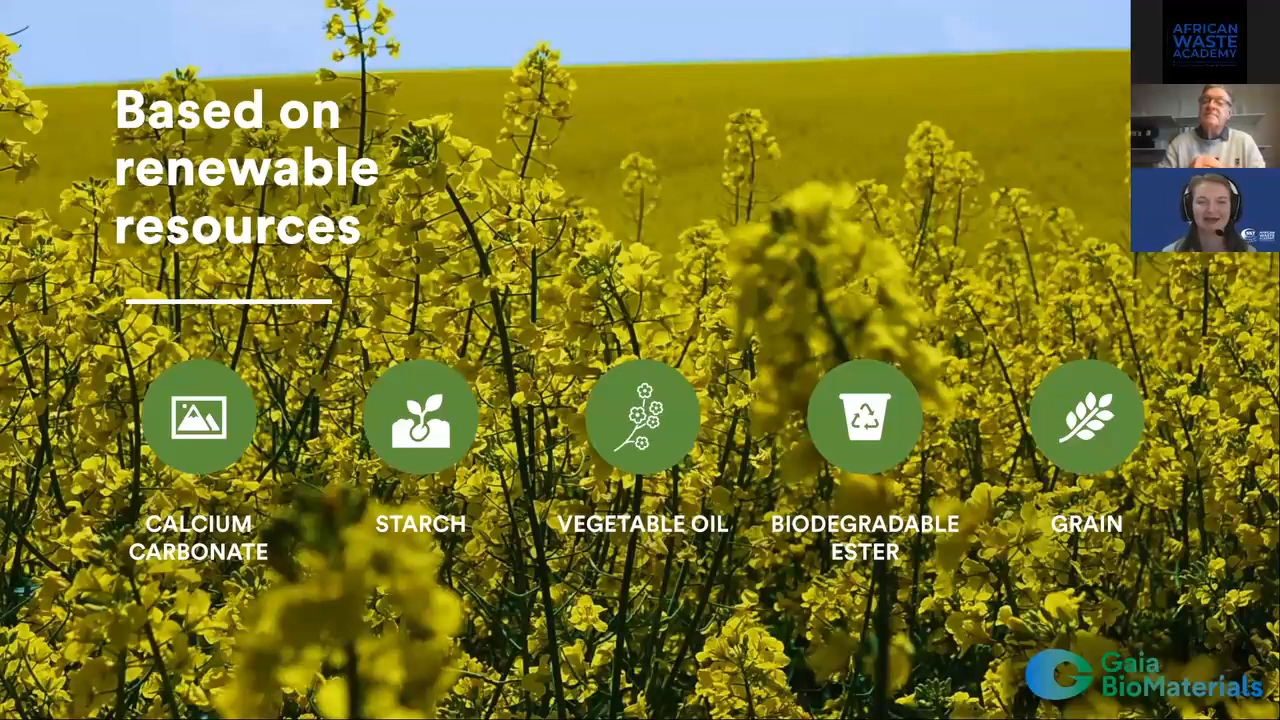 Based on
renewable
resources
CALCIUM
CARBONATE
STARCH
VEGETABLE OIL
BIODEGRADABLE
ESTER
GRAIN
AFRICAN
WASTE
ACADEMY
Gaia
BioMaterials